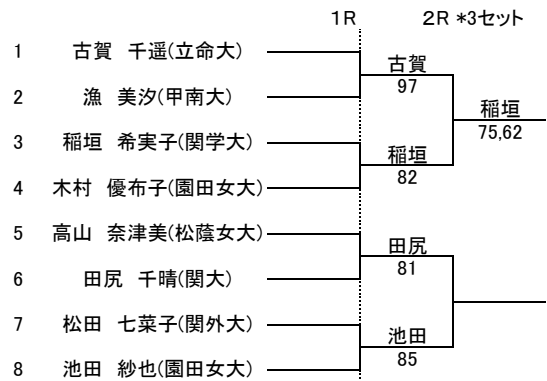 1R 2R *3セット
1 古賀 千遥(立命大)
古賀
97
2 漁 美汐(甲南大)
稲垣
75,62
3 稲垣 希実子(関学大)
稲垣
82
4 木村 優布子(園田女大)
5 高山 奈津美(松蔭女大)
田尻
81
6 田尻 千晴(関大)
7 松田 七菜子(関外大)
池田
85
8 池田 紗也(園田女大)